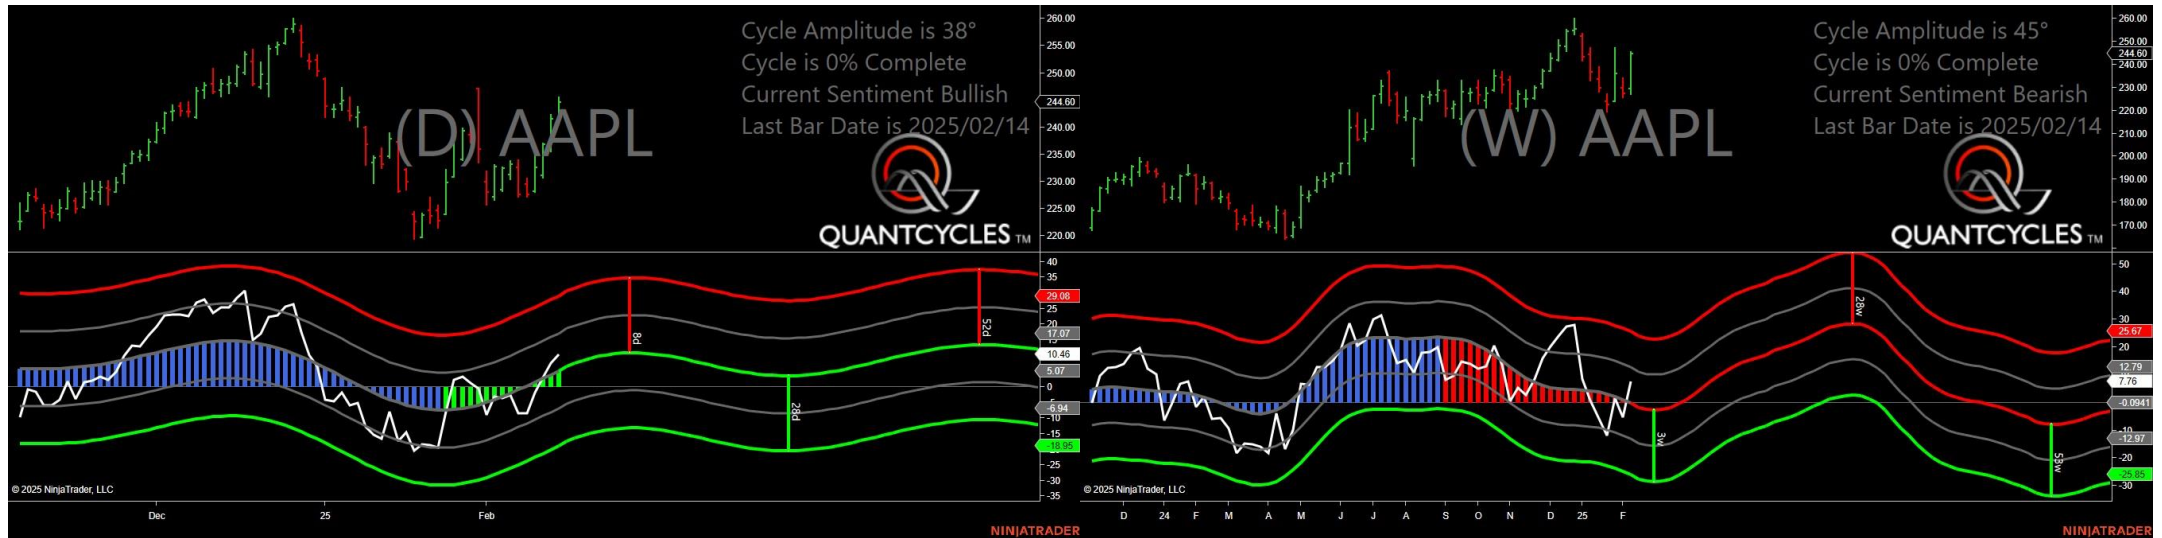 Cycle Amplitude is 38°
Cycle is 0% Complete
Current Sentiment Bullish
Last Bar Date is 2025/02/14
(D) AAPL
QUANTCYCLES TM
260.00
255.00
250.00
244.60
240.00
235.00
230.00
225.00
220.00
40
35
29.08
25
20
17.07
10.46
5.07
0
-6.94
-10
-15
-18.95
-25
-30
-35
8d
28d
52d
© 2025 NinjaTrader, LLC
Dec
25
Feb
NINJATRADER
Cycle Amplitude is 45°
Cycle is 0% Complete
Current Sentiment Bearish
Last Bar Date is 2025/02/14
(W) AAPL
QUANTCYCLES TM
260.00
250.00
244.60
240.00
230.00
220.00
210.00
200.00
190.00
180.00
170.00
50
40
30
25.67
20
12.79
7.76
-0.0941
-10
-12.97
-20
-25.85
-30
3w
28w
53w
© 2025 NinjaTrader, LLC
D 24 F M A M J J A S O N D 25 F
NINJATRADER